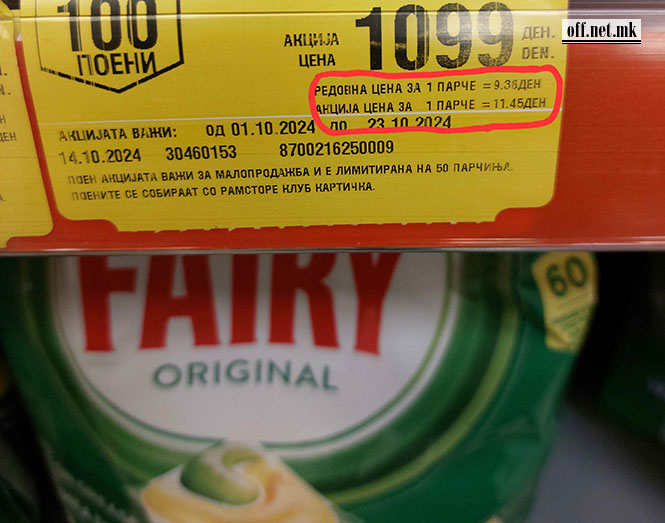 100
ПОЕНИ
АКЦИЈА
ЦЕНА
1099
ДЕН.
DEN.
off.net.mk
РЕДОВНА ЦЕНА ЗА 1 ПАРЧЕ = 9.36ДЕН
АКЦИЈА ЦЕНА ЗА 1 ПАРЧЕ = 11.45ДЕН
АКЦИЈАТА ВАЖИ: ОД 01.10.2024 ДО 23.10.2024
14.10.2024 30460153 8700216250009
ПОЕН АКЦИЈАТА ВАЖИ ЗА МАЛОПРОДАЖБА И Е ЛИМИТИРАНА НА 50 ПАРЧИЊА.
ПОЕНИТЕ СЕ СОБИРААТ СО РАМСТОРЕ КЛУБ КАРТИЧКА.
FAIRY
ORIGINAL
60